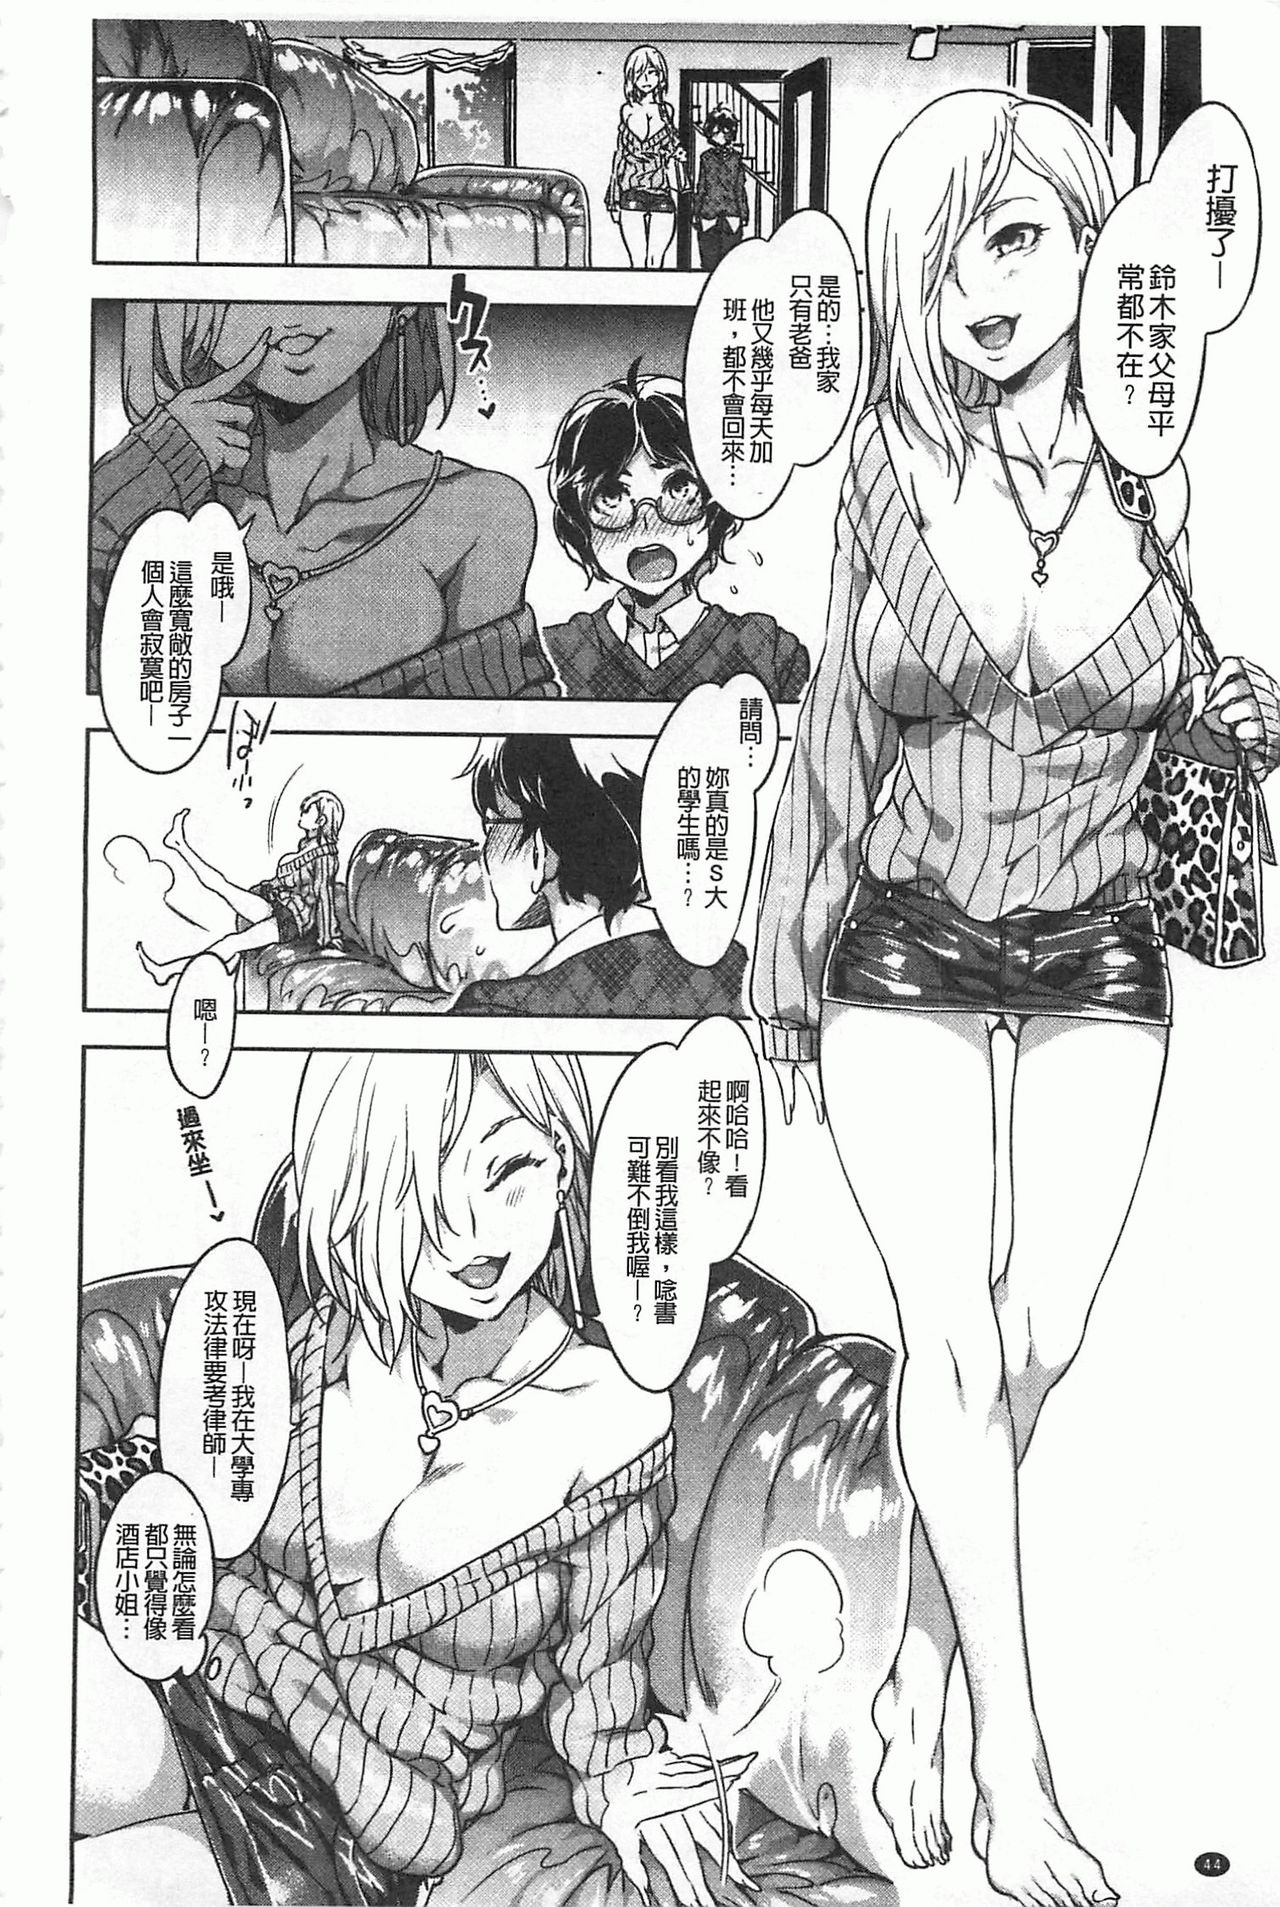 打擾了—
鈴木家父母平
常都不在？
是的…我家
只有老爸
他又幾乎每天加
班，都不會回來…
クス…
是哦—
這麼寬敞的房子一
個人會寂寞吧—
請問…
妳真的是S大
的學生嗎…？
嗯—？
過來坐—
啊哈哈！看
起來不像？
別看我這樣，唸書
可難不倒我喔—？
現在呀—我在大學專
攻法律要考律師—
無論怎麼看
都只覺得像
酒店小姐…
44